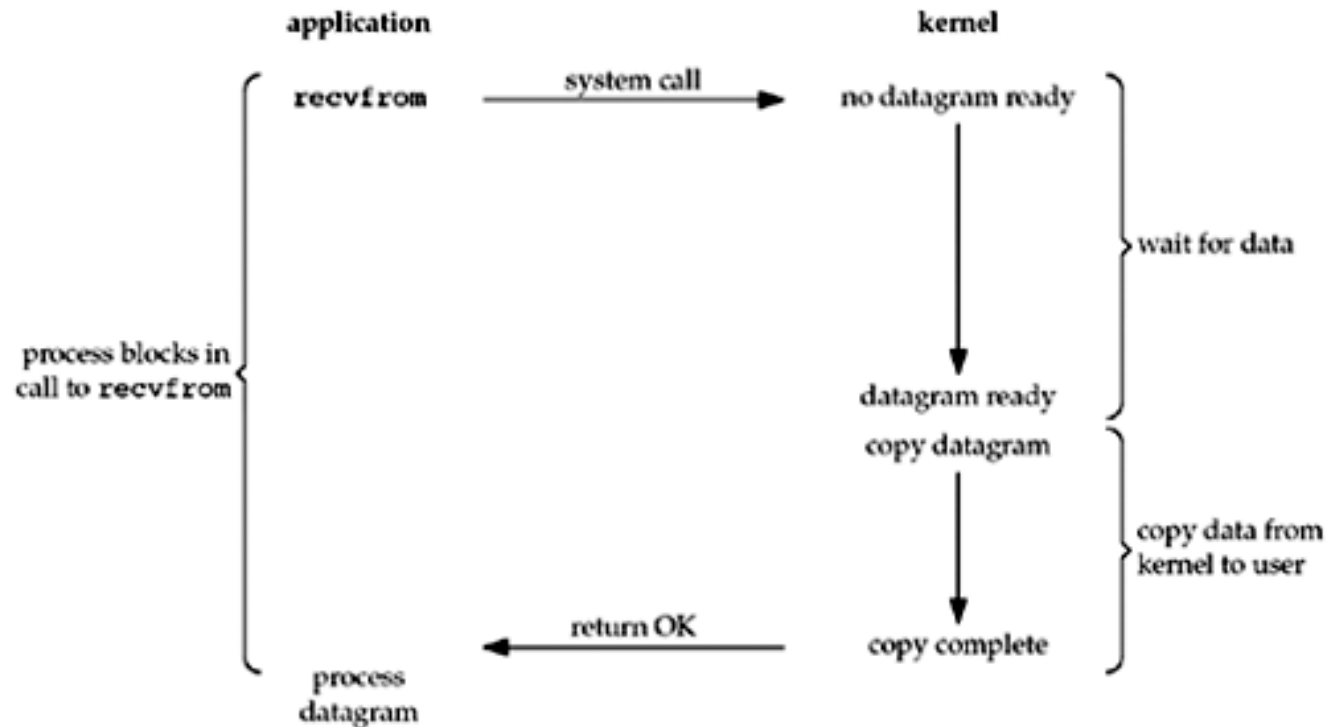 application
kernel
recvfrom
system call
no datagram ready
wait for data
process blocks in
call to recvfrom
datagram ready
copy datagram
copy data from
kernel to user
return OK
copy complete
process
datagram